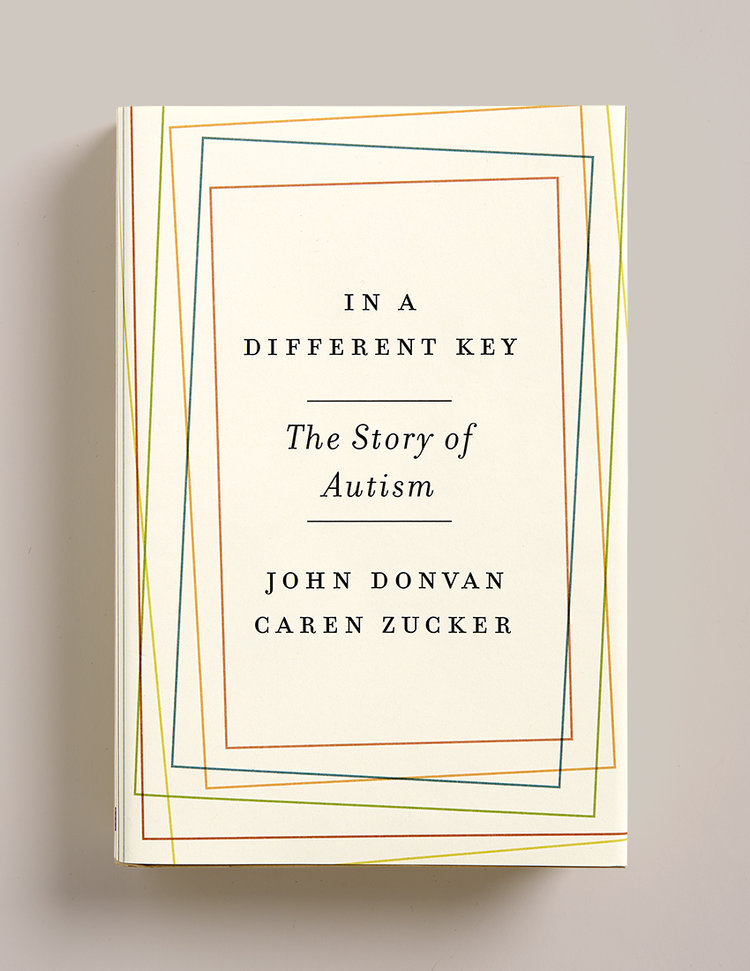 IN A
DIFFERENT KEY
The Story of
Autism
JOHN DONVAN
CAREN ZUCKER